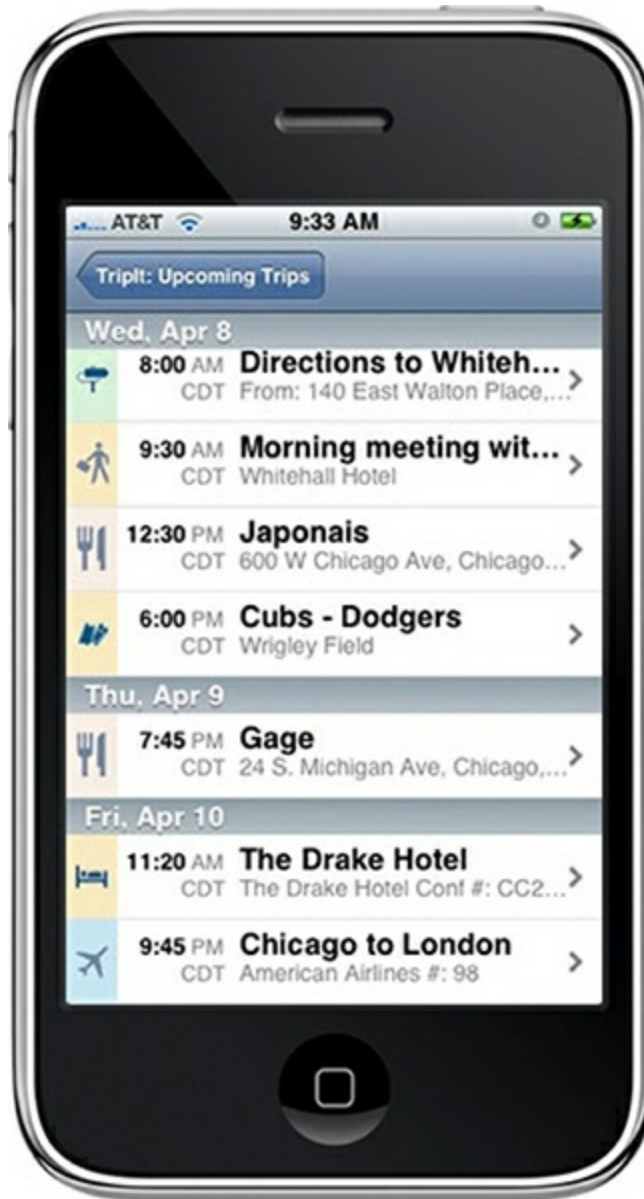 AT&T 9:33 AM
TripIt: Upcoming Trips
Wed, Apr 8
8:00 AM Directions to Whiteh...
CDT From: 140 East Walton Place,...
9:30 AM Morning meeting wit...
CDT Whitehall Hotel
12:30 PM Japonais
CDT 600 W Chicago Ave, Chicago...
6:00 PM Cubs - Dodgers
CDT Wrigley Field
Thu, Apr 9
7:45 PM Gage
CDT 24 S. Michigan Ave, Chicago,...
Fri, Apr 10
11:20 AM The Drake Hotel
CDT The Drake Hotel Conf #: CC2...
9:45 PM Chicago to London
CDT American Airlines #: 98